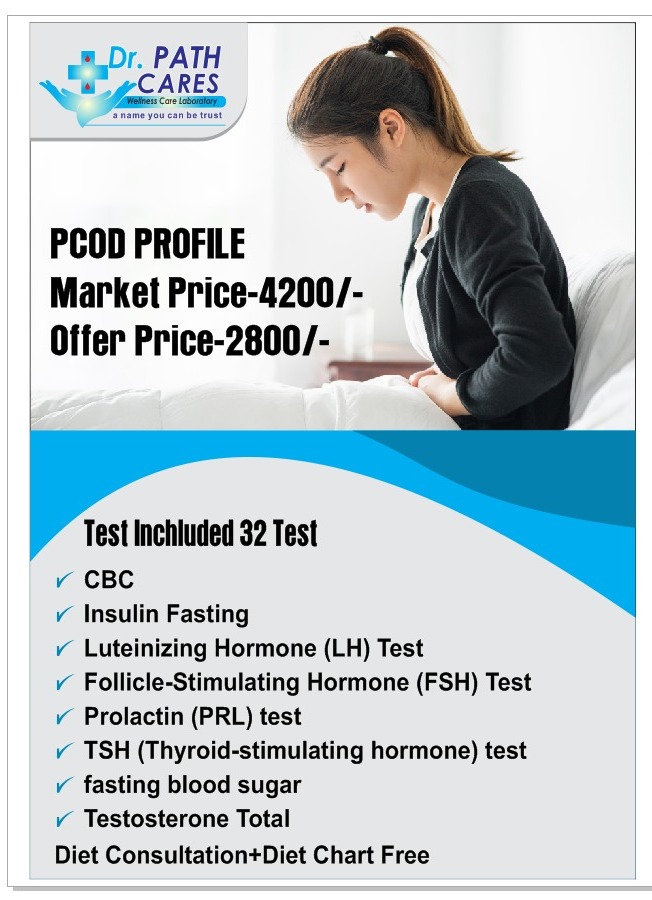 Dr. PATH
CARES
Wellness Care Laboratory
a name you can be trust
PCOD PROFILE
Market Price-4200/-
Offer Price-2800/-
Test Inchluded 32 Test
CBC
Insulin Fasting
Luteinizing Hormone (LH) Test
Follicle-Stimulating Hormone (FSH) Test
Prolactin (PRL) test
TSH (Thyroid-stimulating hormone) test
fasting blood sugar
Testosterone Total
Diet Consultation+Diet Chart Free